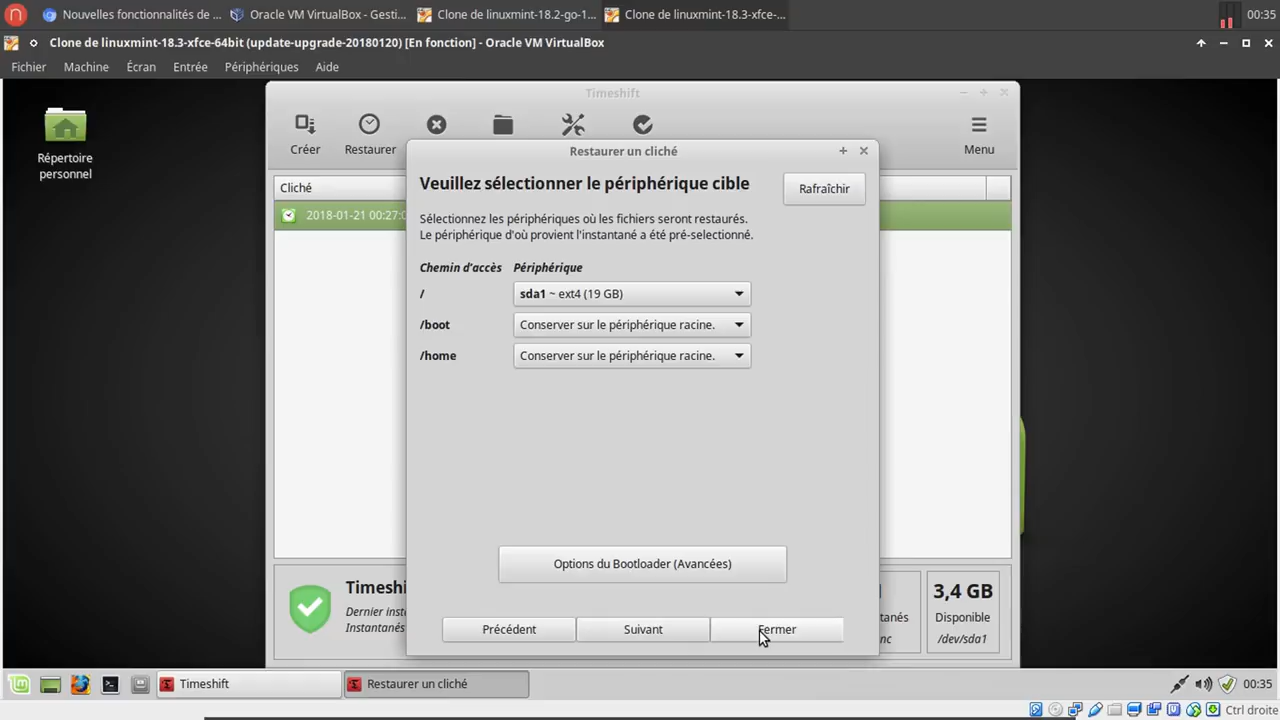 Nouvelles fonctionnalités de ...
Oracle VM VirtualBox - Gesti...
Clone de linuxmint-18.2-go-1...
Clone de linuxmint-18.3-xfce-...
00:35
Clone de linuxmint-18.3-xfce-64bit (update-upgrade-20180120) [En fonction] - Oracle VM VirtualBox
Fichier Machine Écran Entrée Périphériques Aide
Répertoire
personnel
Timeshift
Créer
Restaurer
Menu
Cliché
2018-01-21 00:27:0
Restaurer un cliché
Veuillez sélectionner le périphérique cible
Rafraîchir
Sélectionnez les périphériques où les fichiers seront restaurés.
Le périphérique d'où provient l'instantané a été pré-selectionné.
Chemin d'accès Périphérique
/ sda1 ~ ext4 (19 GB)
/boot Conserver sur le périphérique racine.
/home Conserver sur le périphérique racine.
Options du Bootloader (Avancées)
Précédent Suivant Fermer
Timeshi
Dernier inst
Instantanés
tanés
nc
3,4 GB
Disponible
/dev/sda1
Timeshift
Restaurer un cliché
00:35
Ctrl droite